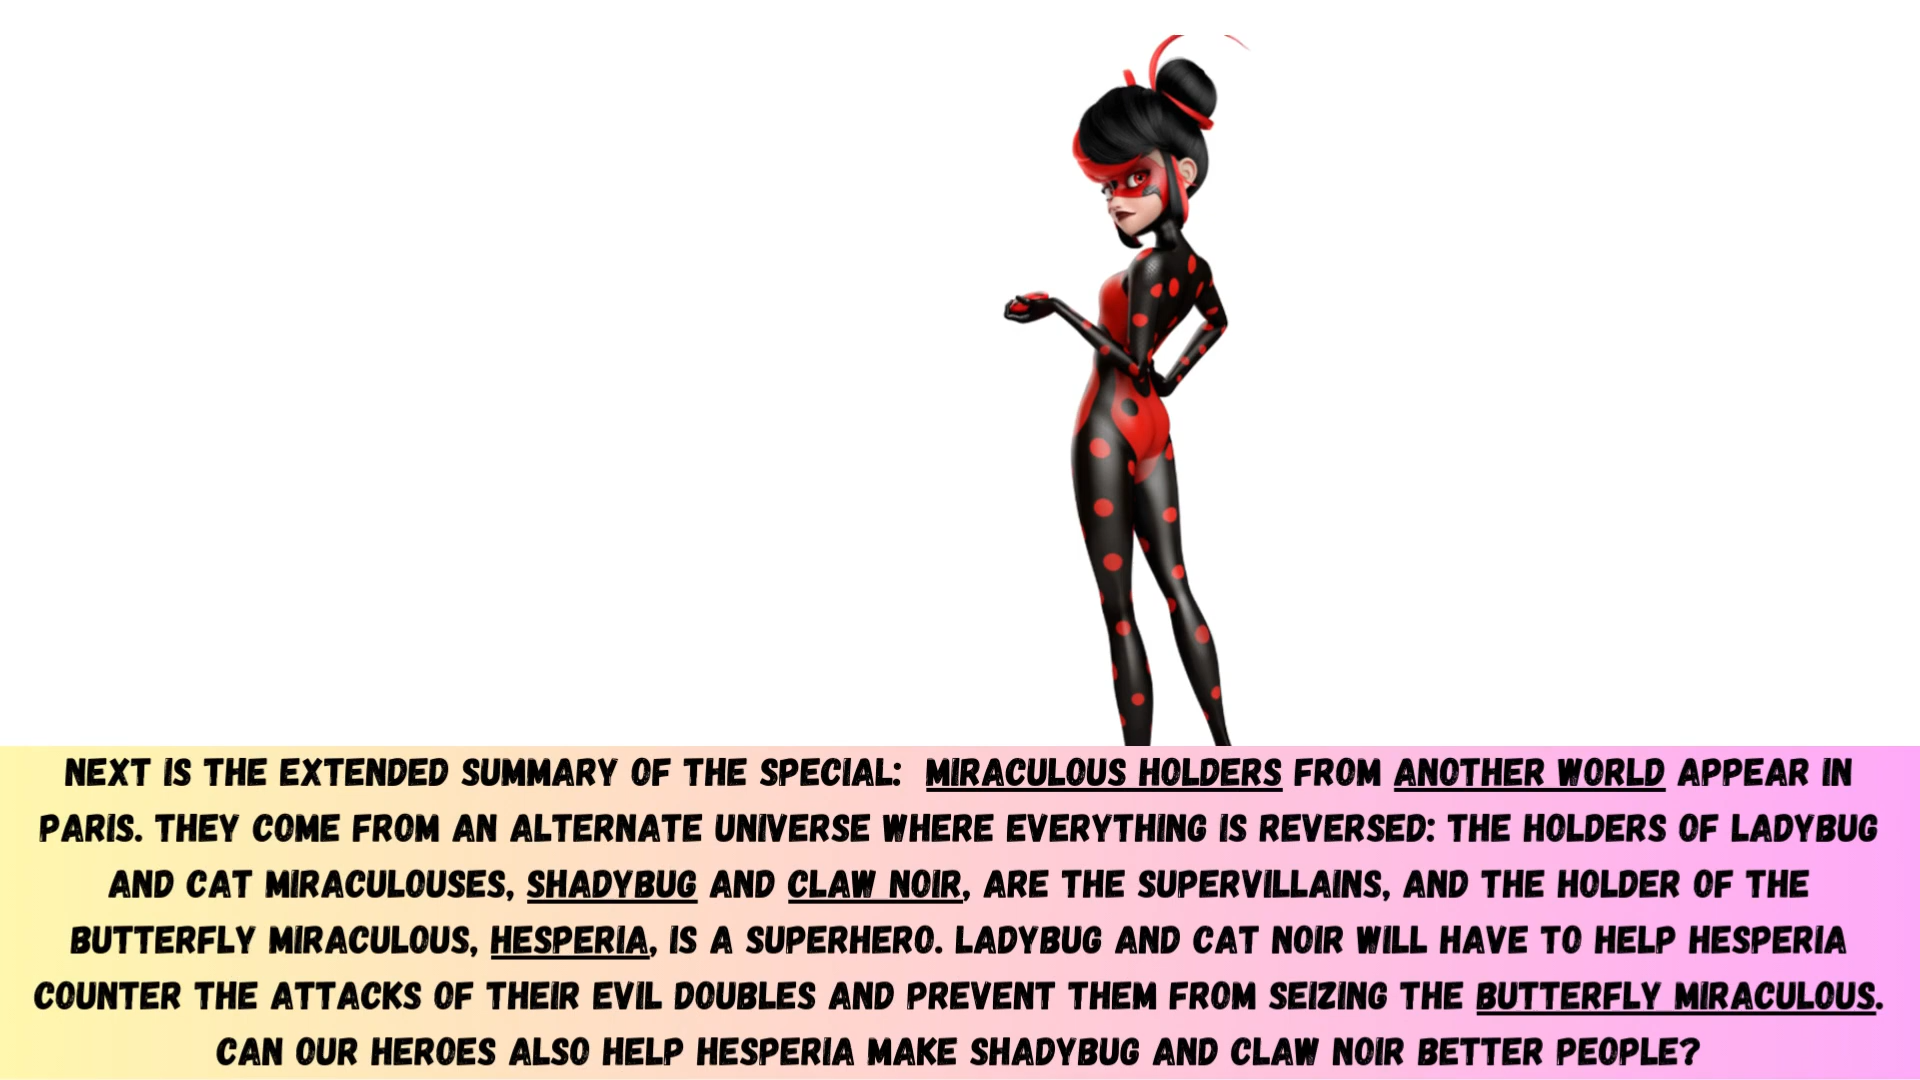 NEXT IS THE EXTENDED SUMMARY OF THE SPECIAL: MIRACULOUS HOLDERS FROM ANOTHER WORLD APPEAR IN
PARIS. THEY COME FROM AN ALTERNATE UNIVERSE WHERE EVERYTHING IS REVERSED: THE HOLDERS OF LADYBUG
AND CAT MIRACULOUSES, SHADYBUG AND CLAW NOIR, ARE THE SUPERVILLAINS, AND THE HOLDER OF THE
BUTTERFLY MIRACULOUS, HESPERIA, IS A SUPERHERO. LADYBUG AND CAT NOIR WILL HAVE TO HELP HESPERIA
COUNTER THE ATTACKS OF THEIR EVIL DOUBLES AND PREVENT THEM FROM SEIZING THE BUTTERFLY MIRACULOUS.
CAN OUR HEROES ALSO HELP HESPERIA MAKE SHADYBUG AND CLAW NOIR BETTER PEOPLE?